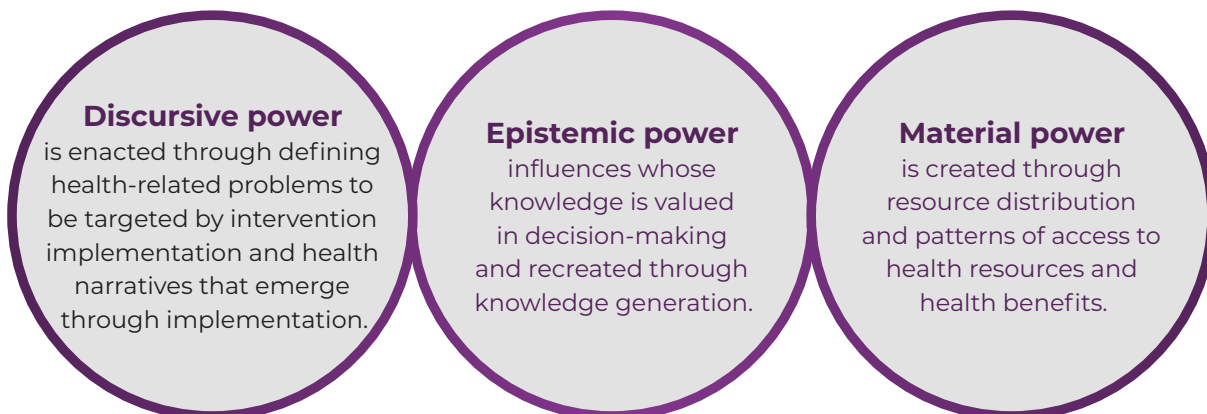 Discursive power
is enacted through defining
health-related problems to
be targeted by intervention
implementation and health
narratives that emerge
through implementation.
Epistemic power
influences whose
knowledge is valued
in decision-making
and recreated through
knowledge generation.
Material power
is created through
resource distribution
and patterns of access to
health resources and
health benefits.